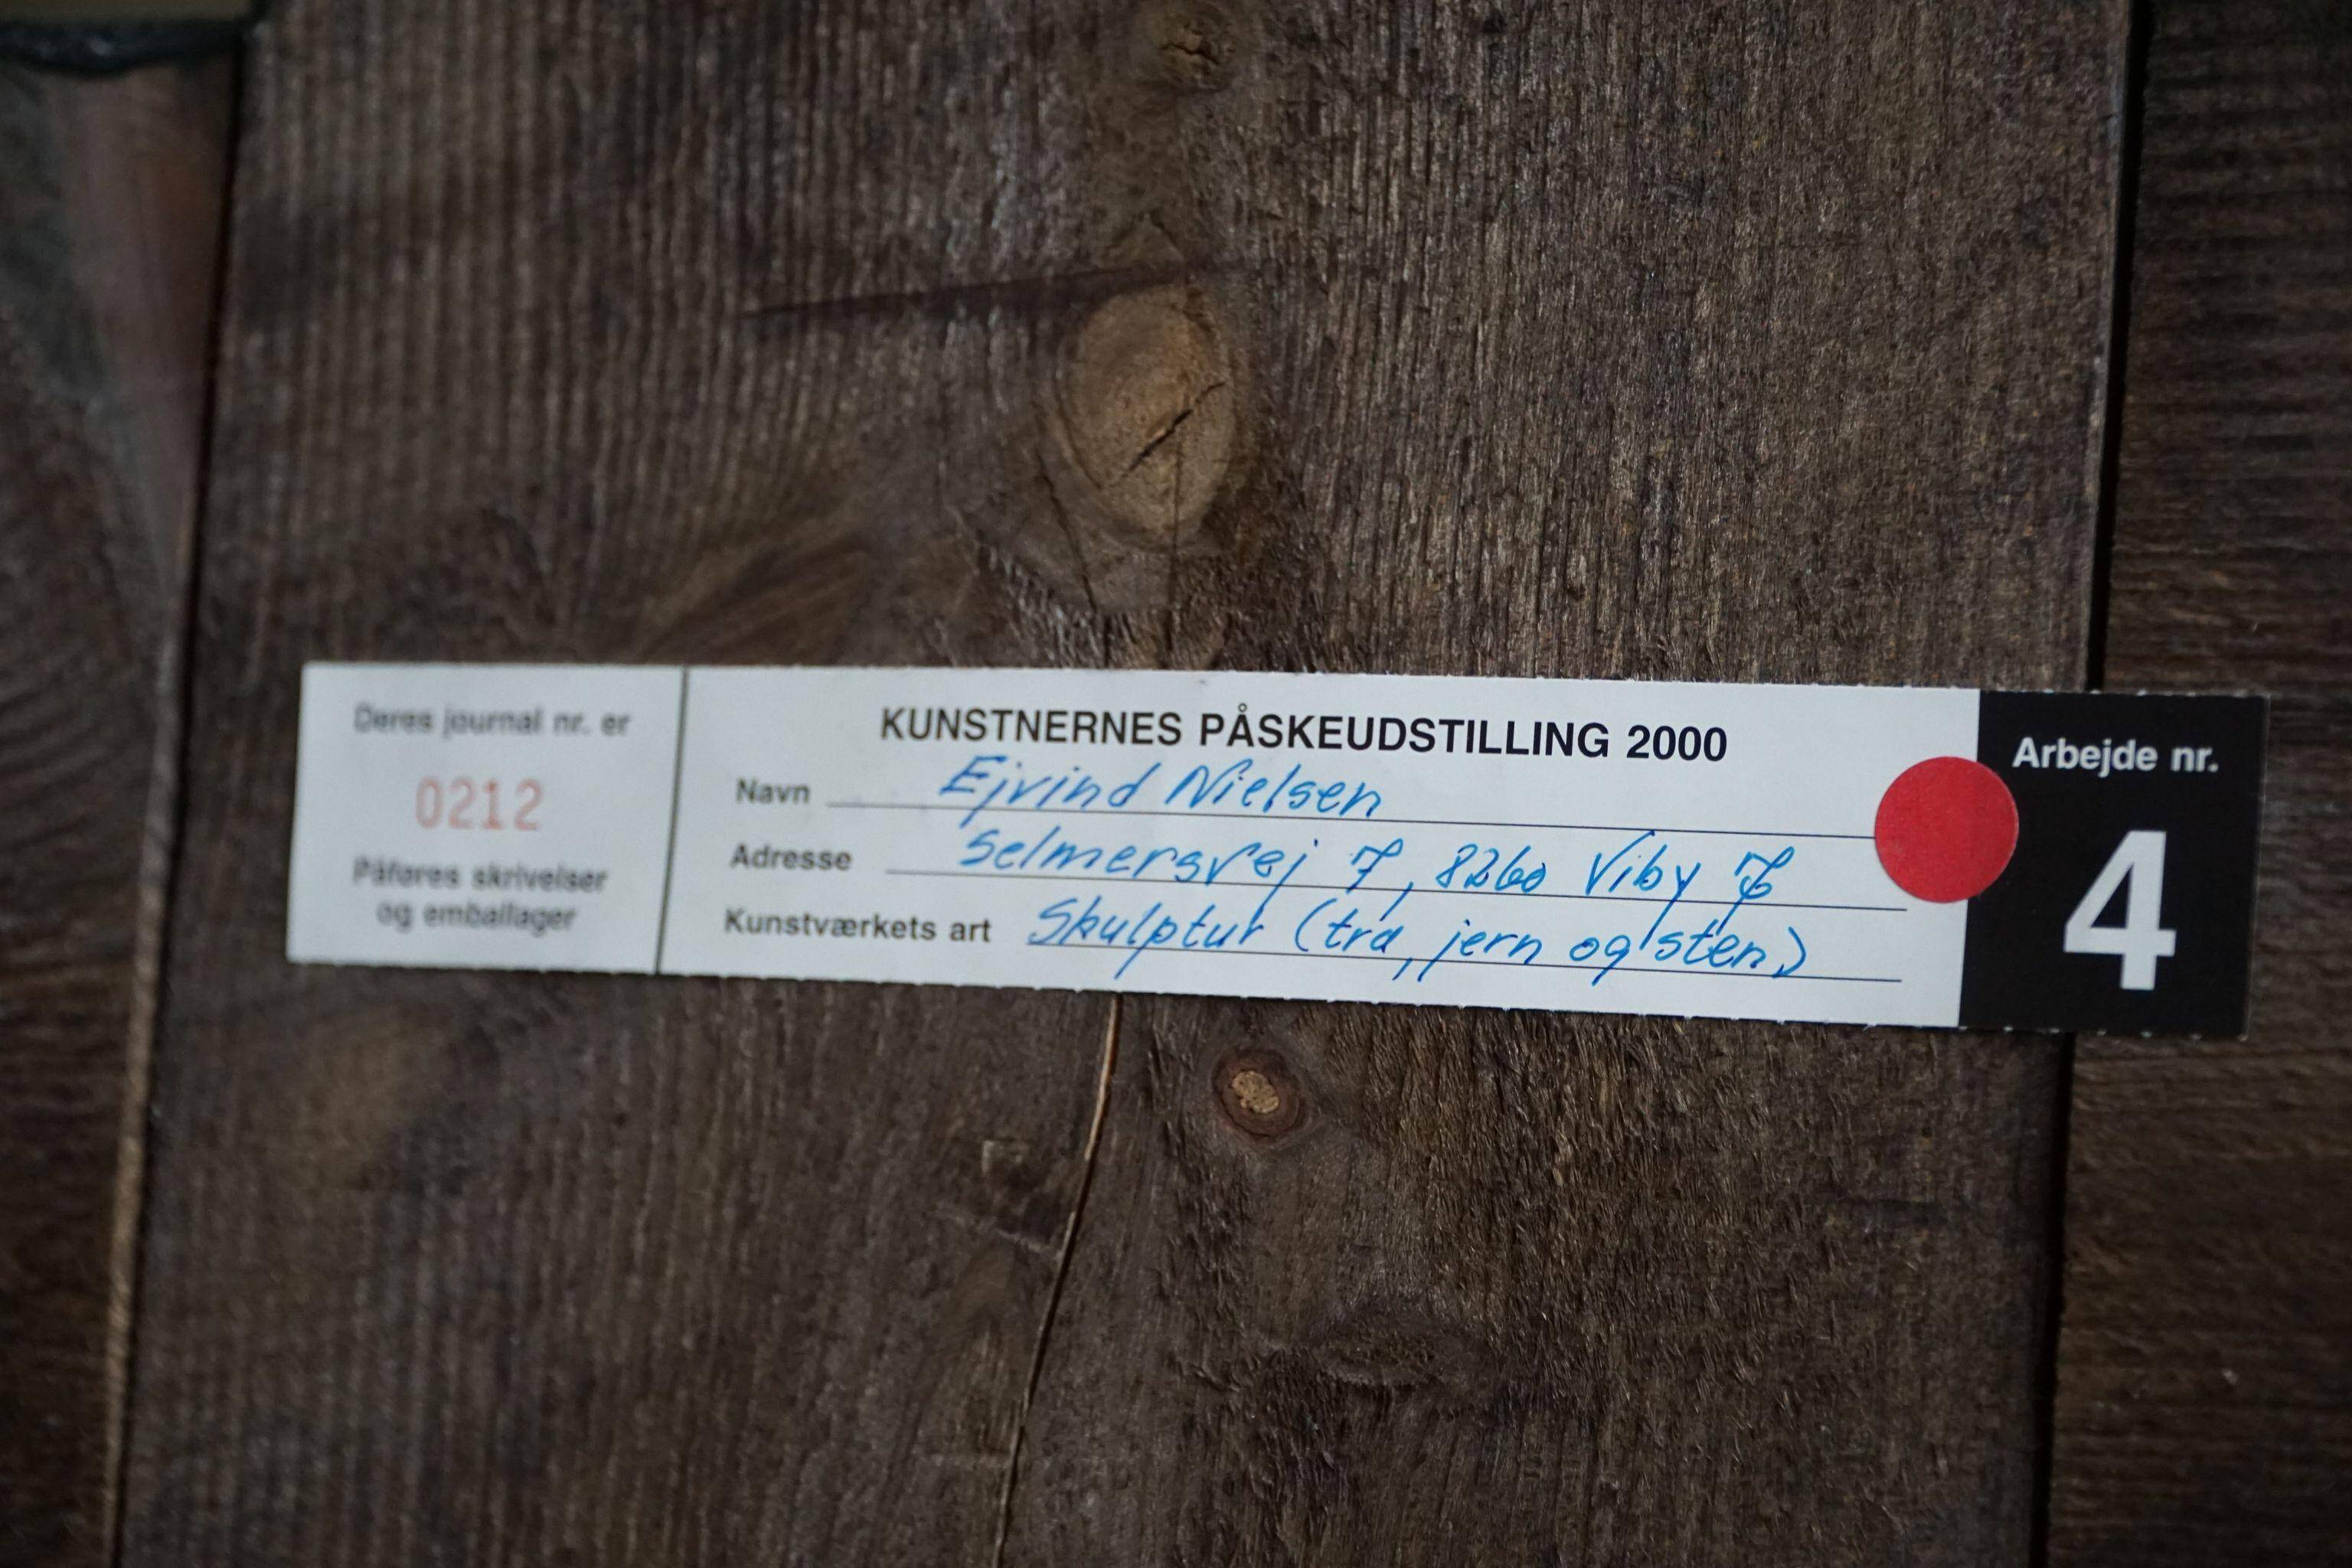 Deres journal nr. er
0212
Påføres skrivelser
og emballager
KUNSTNERNES PÅSKEUDSTILLING 2000
Navn Ejvind Nielsen
Adresse Selmersvej 7, 8260 Viby J
Kunstværkets art Skulptur (træ, jern og sten)
Arbejde nr.
4